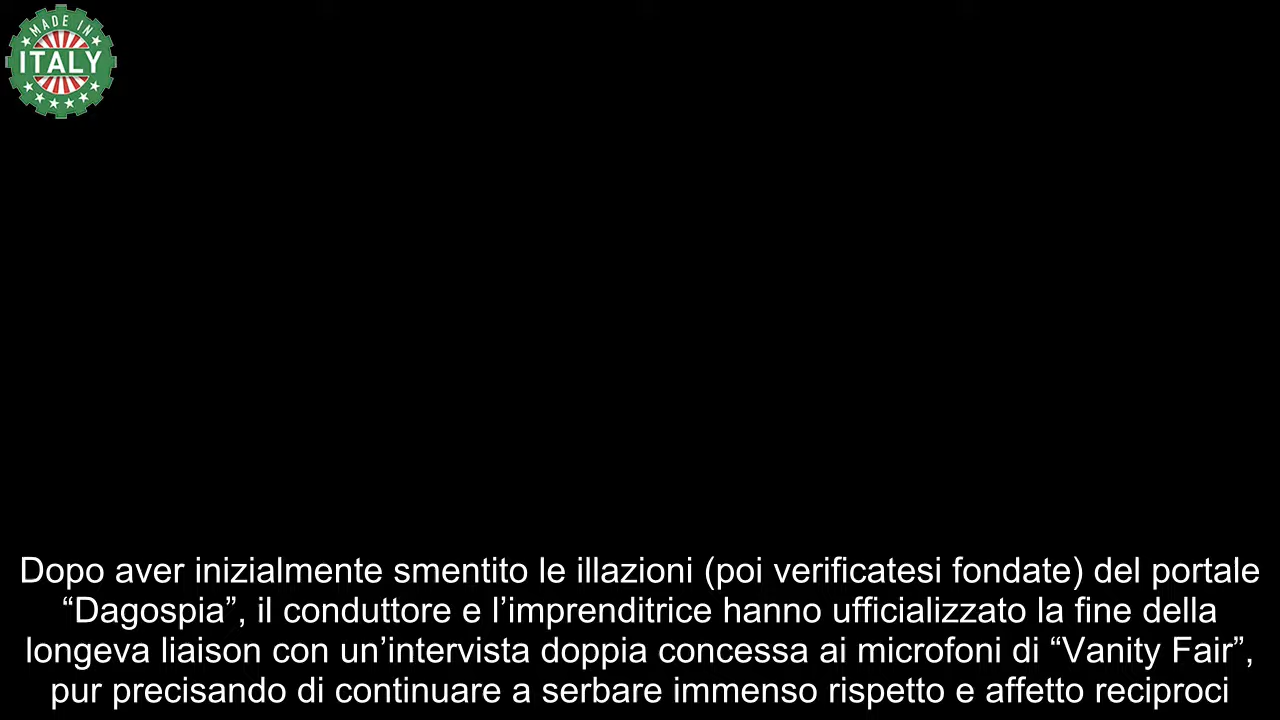 MADE IN
ITALY
Dopo aver inizialmente smentito le illazioni (poi verificatesi fondate) del portale
“Dagospia”, il conduttore e l’imprenditrice hanno ufficializzato la fine della
longeva liaison con un’intervista doppia concessa ai microfoni di “Vanity Fair”,
pur precisando di continuare a serbare immenso rispetto e affetto reciproci